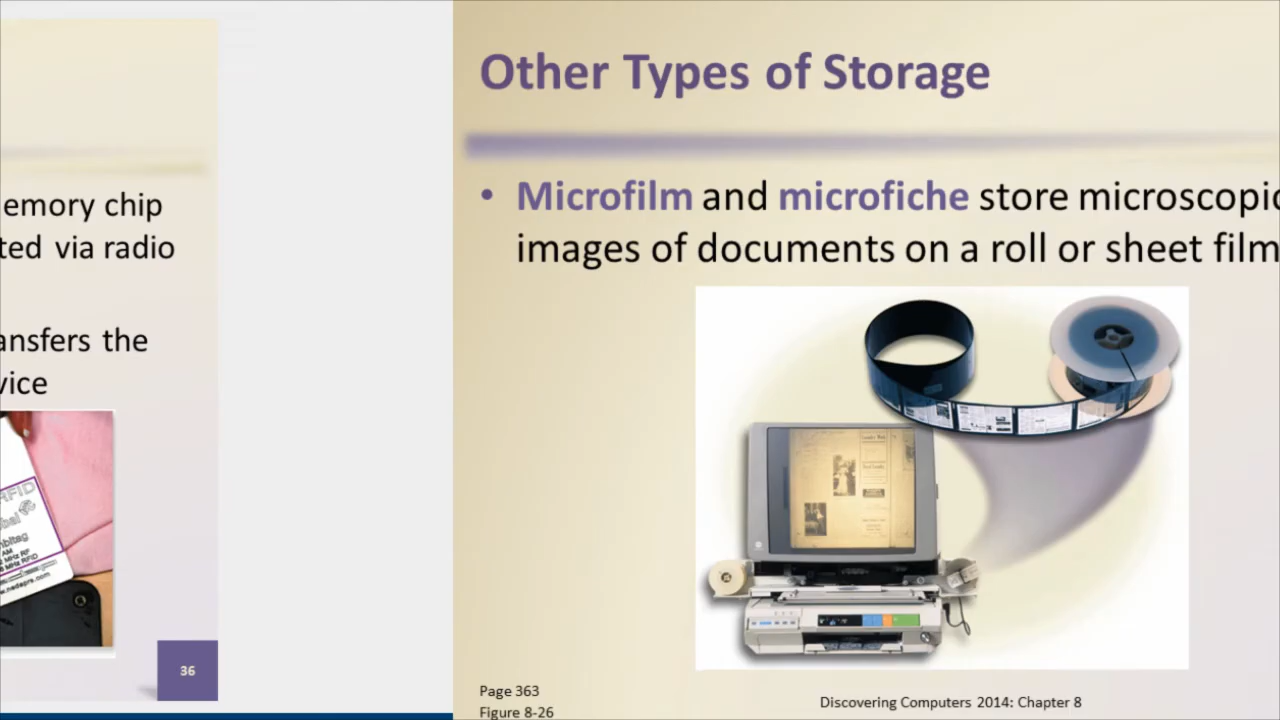 emory chip
ted via radio
ansfers the
vice
RFID
36
Other Types of Storage
• Microfilm and microfiche store microscopic
images of documents on a roll or sheet film
Page 363
Figure 8-26
Discovering Computers 2014: Chapter 8